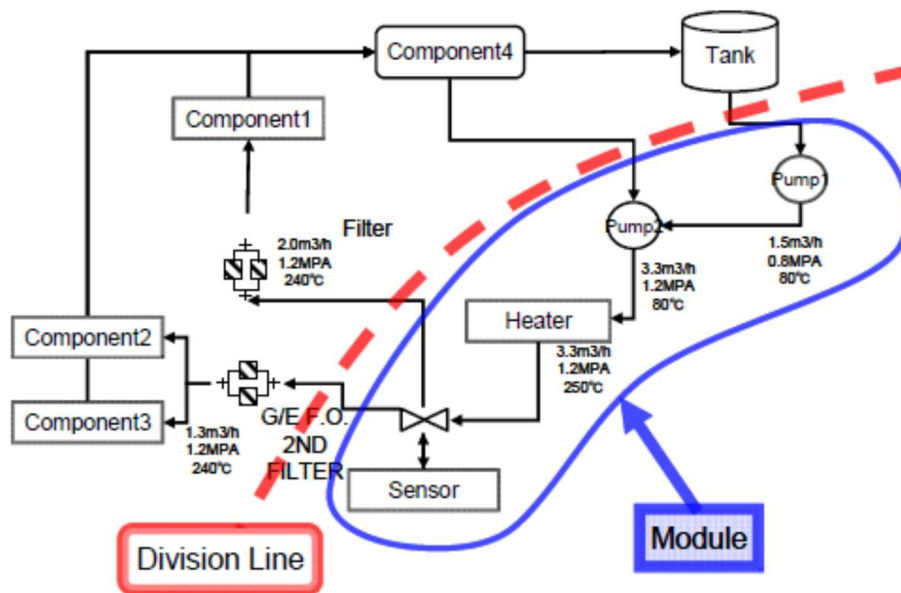 Component4
Tank
Component1
Pump1
Filter
Pump2
2.0m3/h
1.2MPA
240℃
1.5m3/h
0.8MPA
80℃
3.3m3/h
1.2MPA
80℃
Component2
Heater
3.3m3/h
1.2MPA
250℃
Component3
G/E F.O.
2ND
FILTER
1.3m3/h
1.2MPA
240℃
Sensor
Division Line
Module